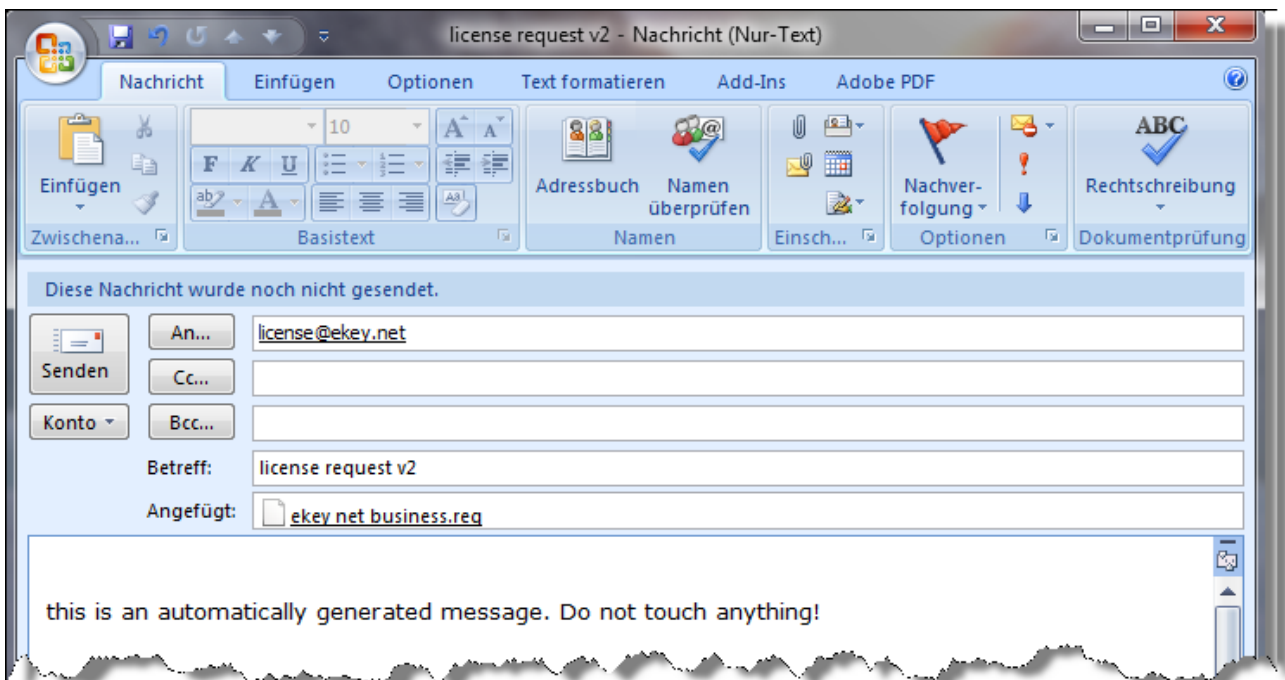 license request v2 - Nachricht (Nur-Text)
Nachricht Einfügen Optionen Text formatieren Add-Ins Adobe PDF
Einfügen
Zwischena...
10
F K U
ab A Aa
Basistext
Adressbuch
Namen überprüfen
Namen
Einsch...
Nachver-
folgung
Optionen
ABC
Rechtschreibung
Dokumentprüfung
Diese Nachricht wurde noch nicht gesendet.
Senden
Konto
An... license@ekey.net
Cc...
Bcc...
Betreff: license request v2
Angefügt: ekey net business.req
this is an automatically generated message. Do not touch anything!